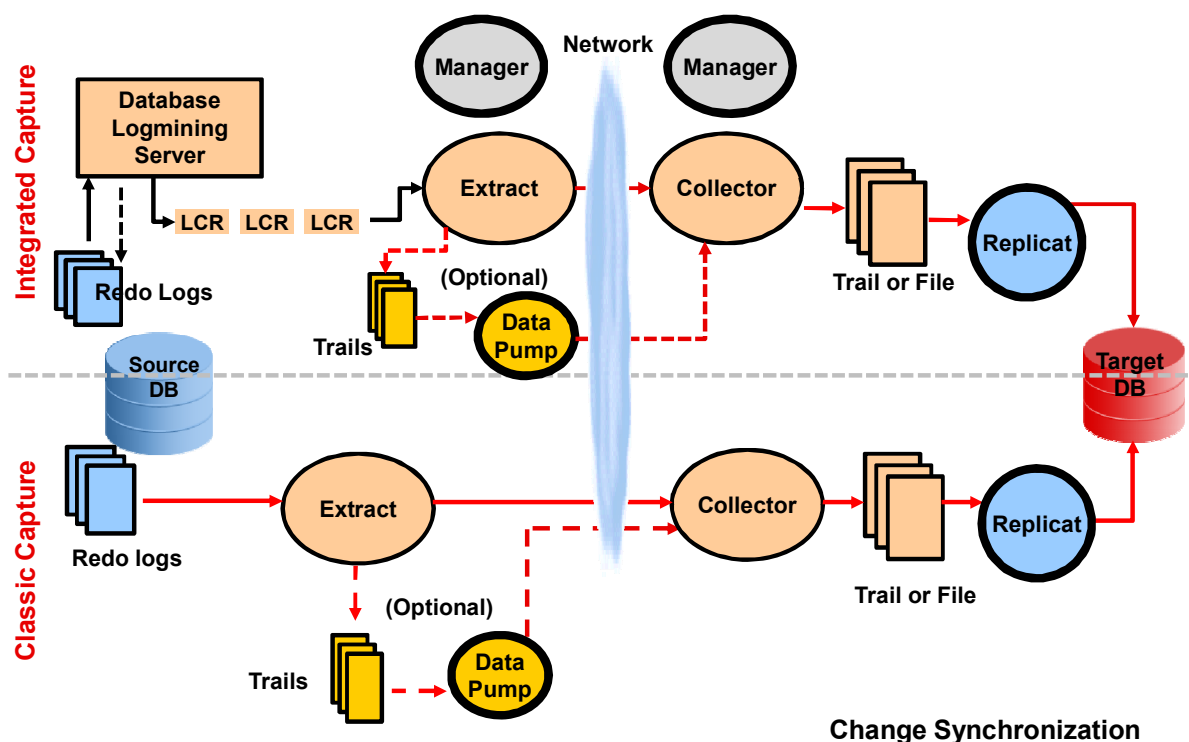 Network
Manager
Manager
Integrated Capture
Database
Logmining
Server
Extract
Collector
LCR
LCR
LCR
Redo Logs
(Optional)
Trails
Data
Pump
Trail or File
Replicat
Source
DB
Target
DB
Classic Capture
Redo logs
Extract
Collector
Replicat
Trail or File
(Optional)
Trails
Data
Pump
Change Synchronization